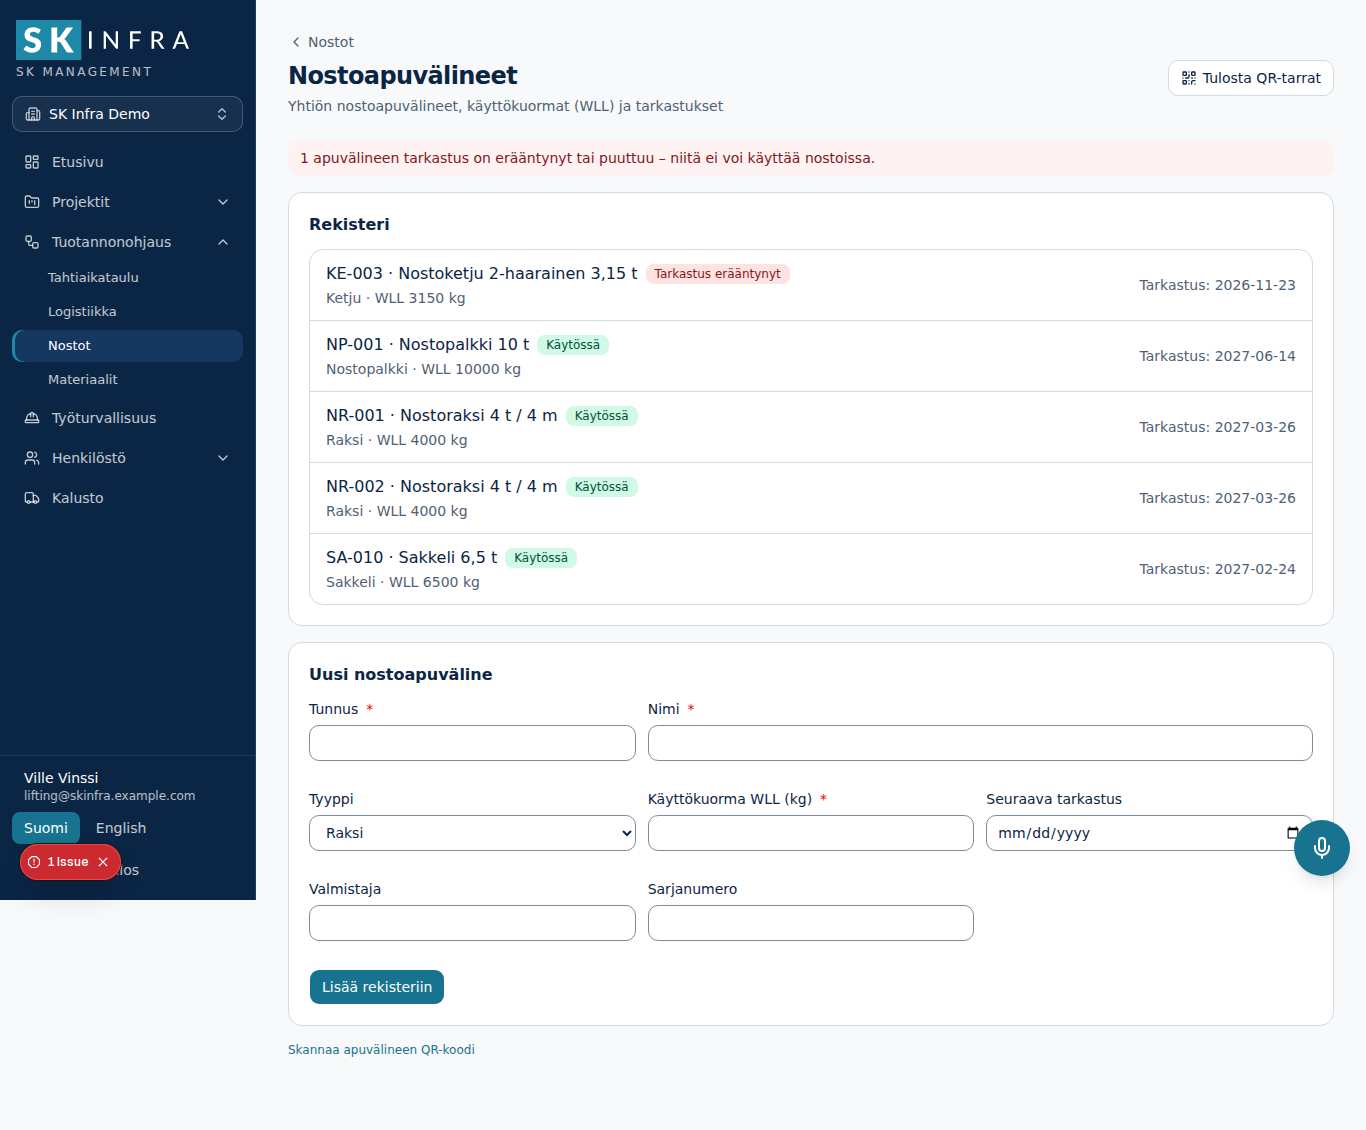 SK INFRA
SK MANAGEMENT
SK Infra Demo
Etusivu
Projektit
Tuotannonohjaus
Tahtiaikataulu
Logistiikka
Nostot
Materiaalit
Työturvallisuus
Henkilöstö
Kalusto
Ville Vinssi
lifting@skinfra.example.com
Suomi English
1 Issue
Nostot
Nostoapuvälineet
Yhtiön nostoapuvälineet, käyttökuormat (WLL) ja tarkastukset
Tulosta QR-tarrat
1 apuvälineen tarkastus on erääntynyt tai puuttuu – niitä ei voi käyttää nostoissa.
Rekisteri
KE-003 · Nostoketju 2-haarainen 3,15 t Tarkastus erääntynyt
Ketju · WLL 3150 kg
Tarkastus: 2026-11-23
NP-001 · Nostopalkki 10 t Käytössä
Nostopalkki · WLL 10000 kg
Tarkastus: 2027-06-14
NR-001 · Nostoraksi 4 t / 4 m Käytössä
Raksi · WLL 4000 kg
Tarkastus: 2027-03-26
NR-002 · Nostoraksi 4 t / 4 m Käytössä
Raksi · WLL 4000 kg
Tarkastus: 2027-03-26
SA-010 · Sakkeli 6,5 t Käytössä
Sakkeli · WLL 6500 kg
Tarkastus: 2027-02-24
Uusi nostoapuväline
Tunnus * Nimi *
Tyyppi Käyttökuorma WLL (kg) * Seuraava tarkastus
Raksi mm/dd/yyyy
Valmistaja Sarjanumero
Lisää rekisteriin
Skannaa apuvälineen QR-koodi